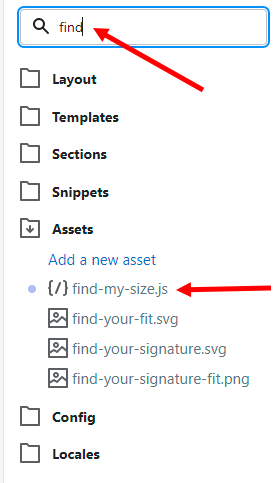 find
Layout
Templates
Sections
Snippets
Assets
Add a new asset
{/} find-my-size.js
find-your-fit.svg
find-your-signature.svg
find-your-signature-fit.png
Config
Locales